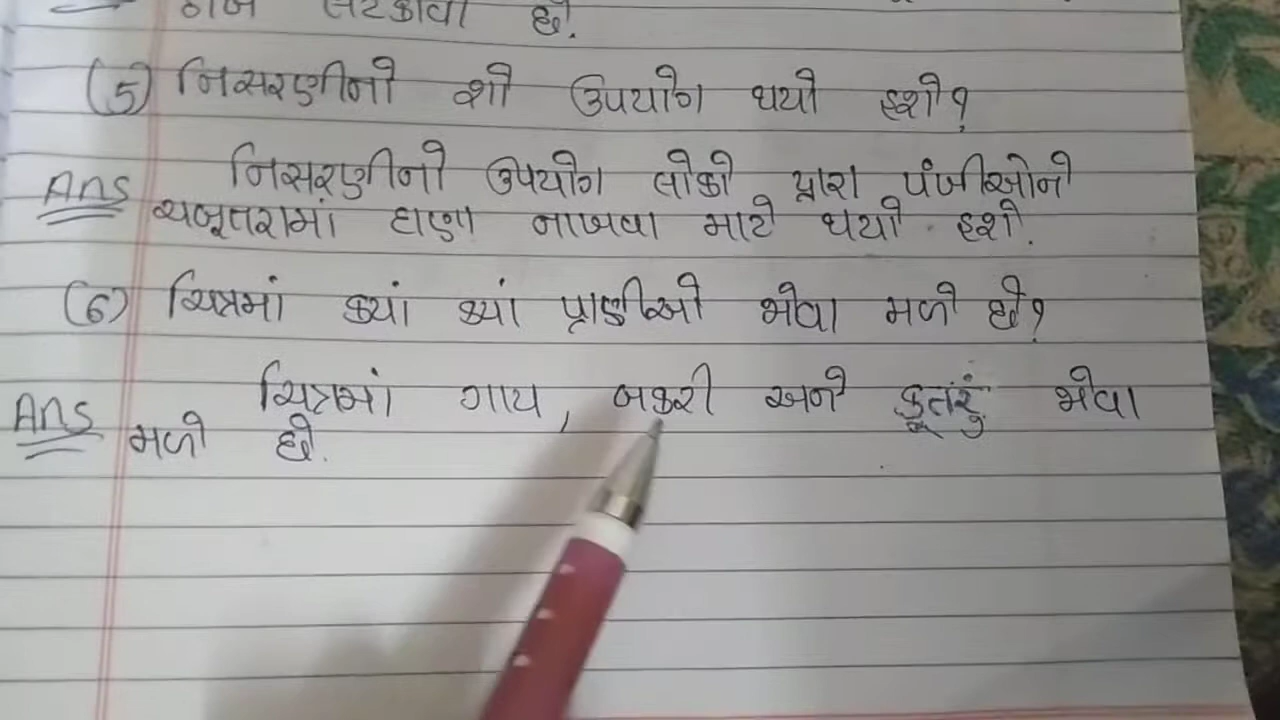 લટકાવી છે.
(5) નિસરણીનો શો ઉપયોગ થયો હશે?
Ans નિસરણીનો ઉપયોગ લોકો દ્વારા પંખીઓને
ચબૂતરામાં દાણા નાખવા માટે થયો હશે.
(6) ચિત્રમાં ક્યાં ક્યાં પ્રાણીઓ જોવા મળે છે?
Ans ચિત્રમાં ગાય, બકરી અને કૂતરું જોવા
મળે છે.